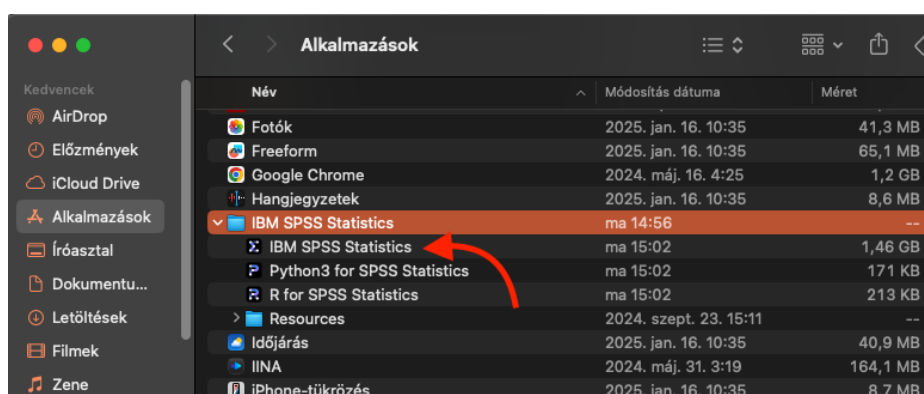 Alkalmazások
Kedvencek
AirDrop
Előzmények
iCloud Drive
Alkalmazások
Íróasztal
Dokumentu...
Letöltések
Filmek
Zene
Név Módosítás dátuma Méret
Fotók 2025. jan. 16. 10:35 41,3 MB
Freeform 2025. jan. 16. 10:35 65,1 MB
Google Chrome 2024. máj. 16. 4:25 1,2 GB
Hangjegyzetek 2025. jan. 16. 10:35 8,6 MB
IBM SPSS Statistics ma 14:56 --
IBM SPSS Statistics ma 15:02 1,46 GB
Python3 for SPSS Statistics ma 15:02 171 KB
R for SPSS Statistics ma 15:02 213 KB
Resources 2024. szept. 23. 15:11 --
Időjárás 2025. jan. 16. 10:35 40,9 MB
IINA 2024. máj. 31. 3:19 164,1 MB
iPhone-tükrözés 2025. jan. 16. 10:35 8,7 MB